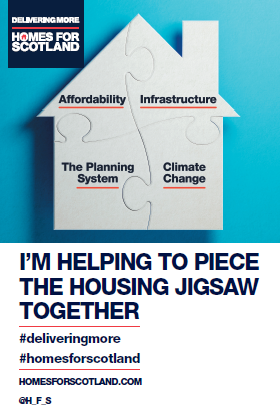 DELIVERING MORE
HOMES FOR
SCOTLAND
Affordability Infrastructure
The Planning
System
Climate
Change
I'M HELPING TO PIECE
THE HOUSING JIGSAW
TOGETHER
#deliveringmore
#homesforscotland
HOMESFORSCOTLAND.COM
@H_F_S